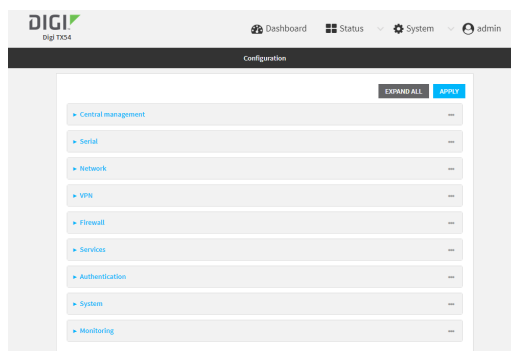 DIGI
Digi TX54
Dashboard Status System admin
Configuration
EXPAND ALL APPLY
► Central management ...
► Serial ...
► Network ...
► VPN ...
► Firewall ...
► Services ...
► Authentication ...
► System ...
► Monitoring ...